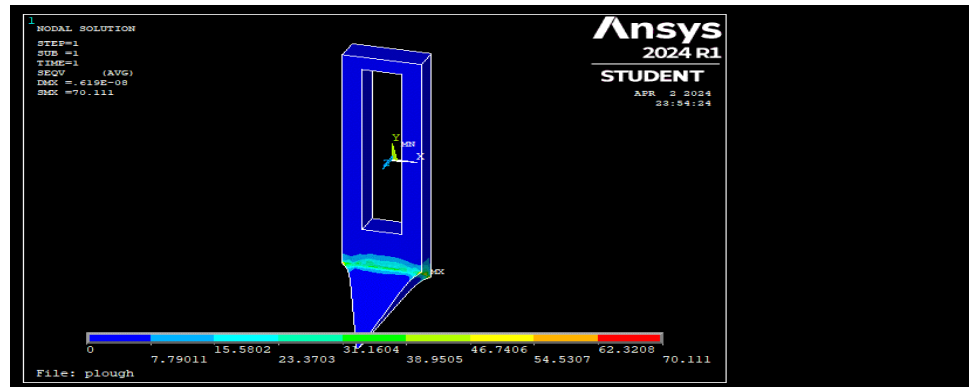 1
NODAL SOLUTION
STEP=1
SUB =1
TIME=1
SEQV (AVG)
DMX =.619E-08
SMX =70.111
Ansys
2024 R1
STUDENT
APR 2 2024
23:54:24
Y
MN
Z
X
MX
0
7.79011
15.5802
23.3703
31.1604
38.9505
46.7406
54.5307
62.3208
70.111
File: plough